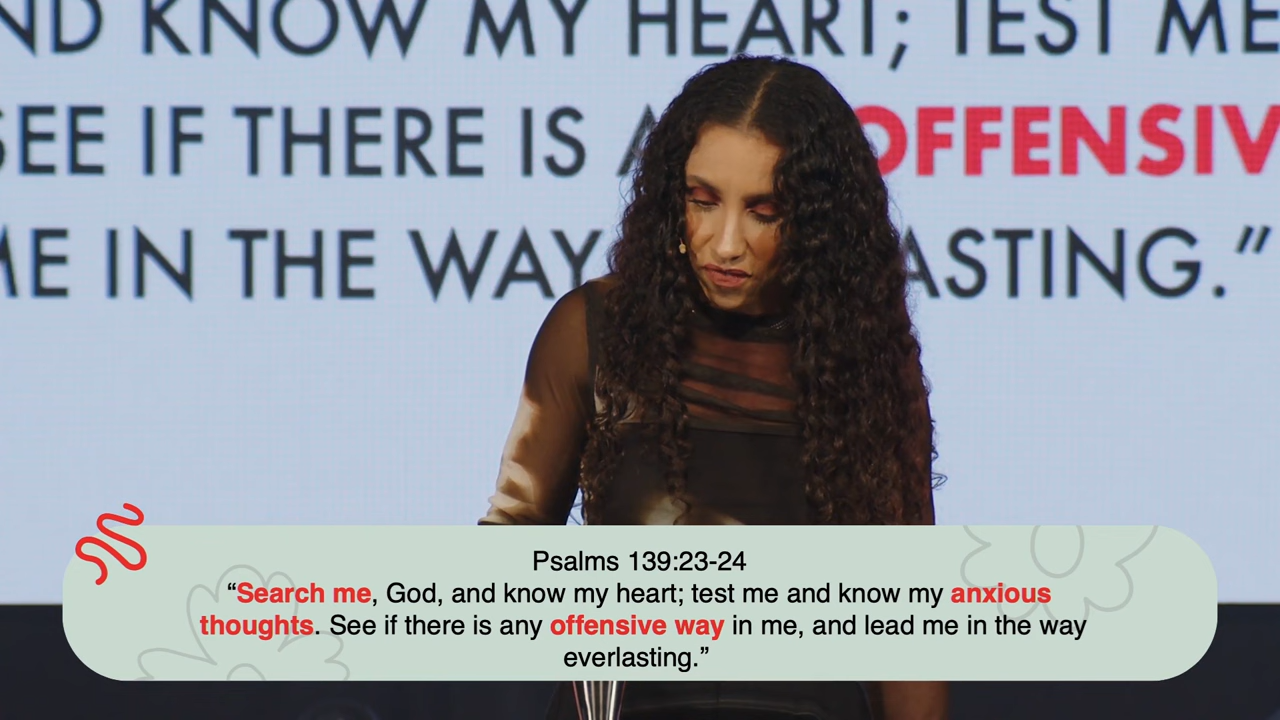 ND KNOW MY HEART; TEST ME
SEE IF THERE IS A OFFENSIV
ME IN THE WAY ASTING.”
Psalms 139:23-24
“Search me, God, and know my heart; test me and know my anxious
thoughts. See if there is any offensive way in me, and lead me in the way
everlasting.”